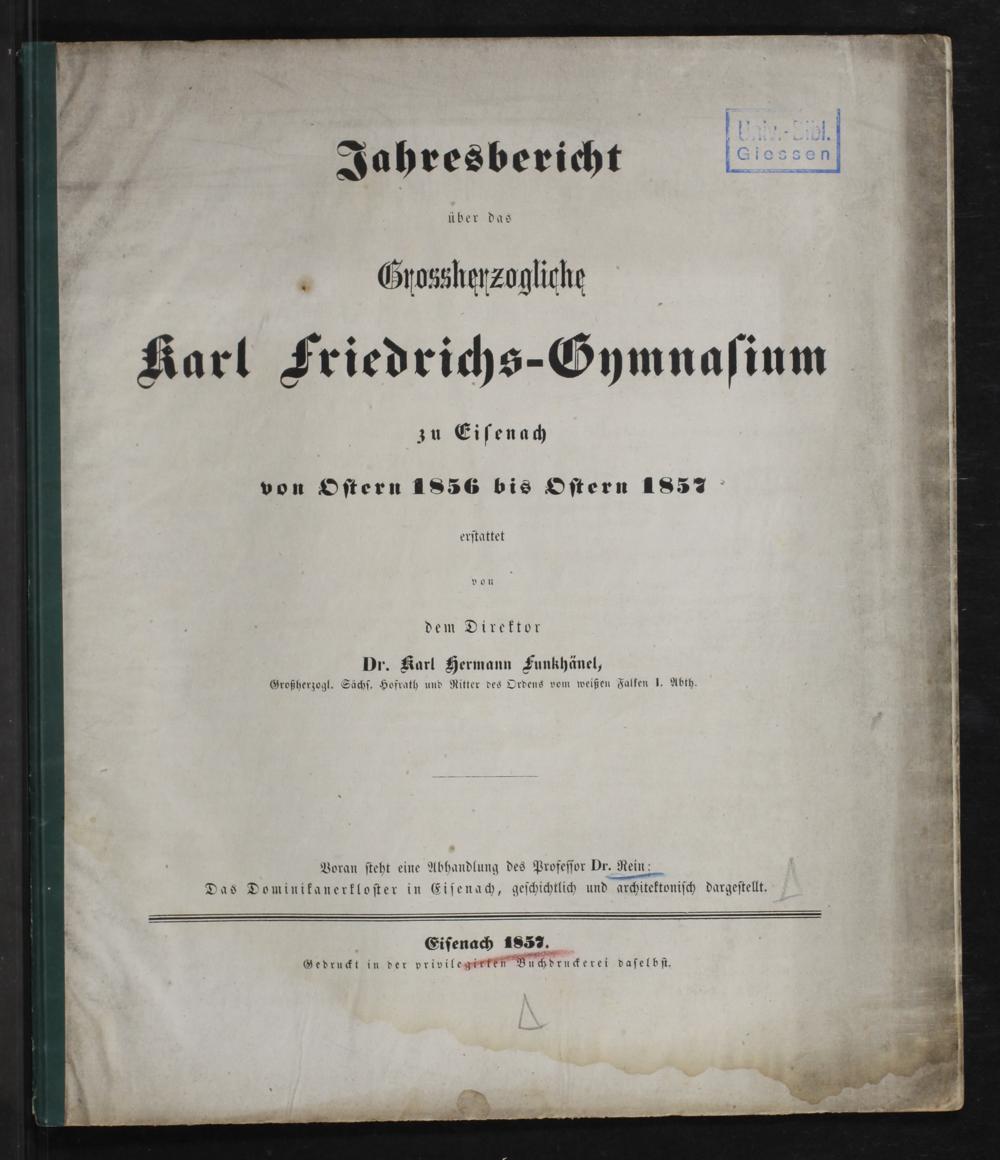 Univ.-Bibl.
Giessen
Jahresbericht
über das
Grossherzogliche
Karl Friedrichs-Gymnaſium
zu Eiſenach
von Oſtern 1856 bis Oſtern 1857
erſtattet
von
dem Direktor
Dr. Karl Hermann Funkhänel,
Großherzogl. Sächſ. Hofrath und Ritter des Ordens vom weißen Falken I. Abth.
Voran ſteht eine Abhandlung des Profeſſor Dr. Rein:
Das Dominikanerkloſter in Eiſenach, geſchichtlich und architektoniſch dargeſtellt.
Eiſenach 1857.
Gedruckt in der privilegirten Buchdruckerei daſelbſt.